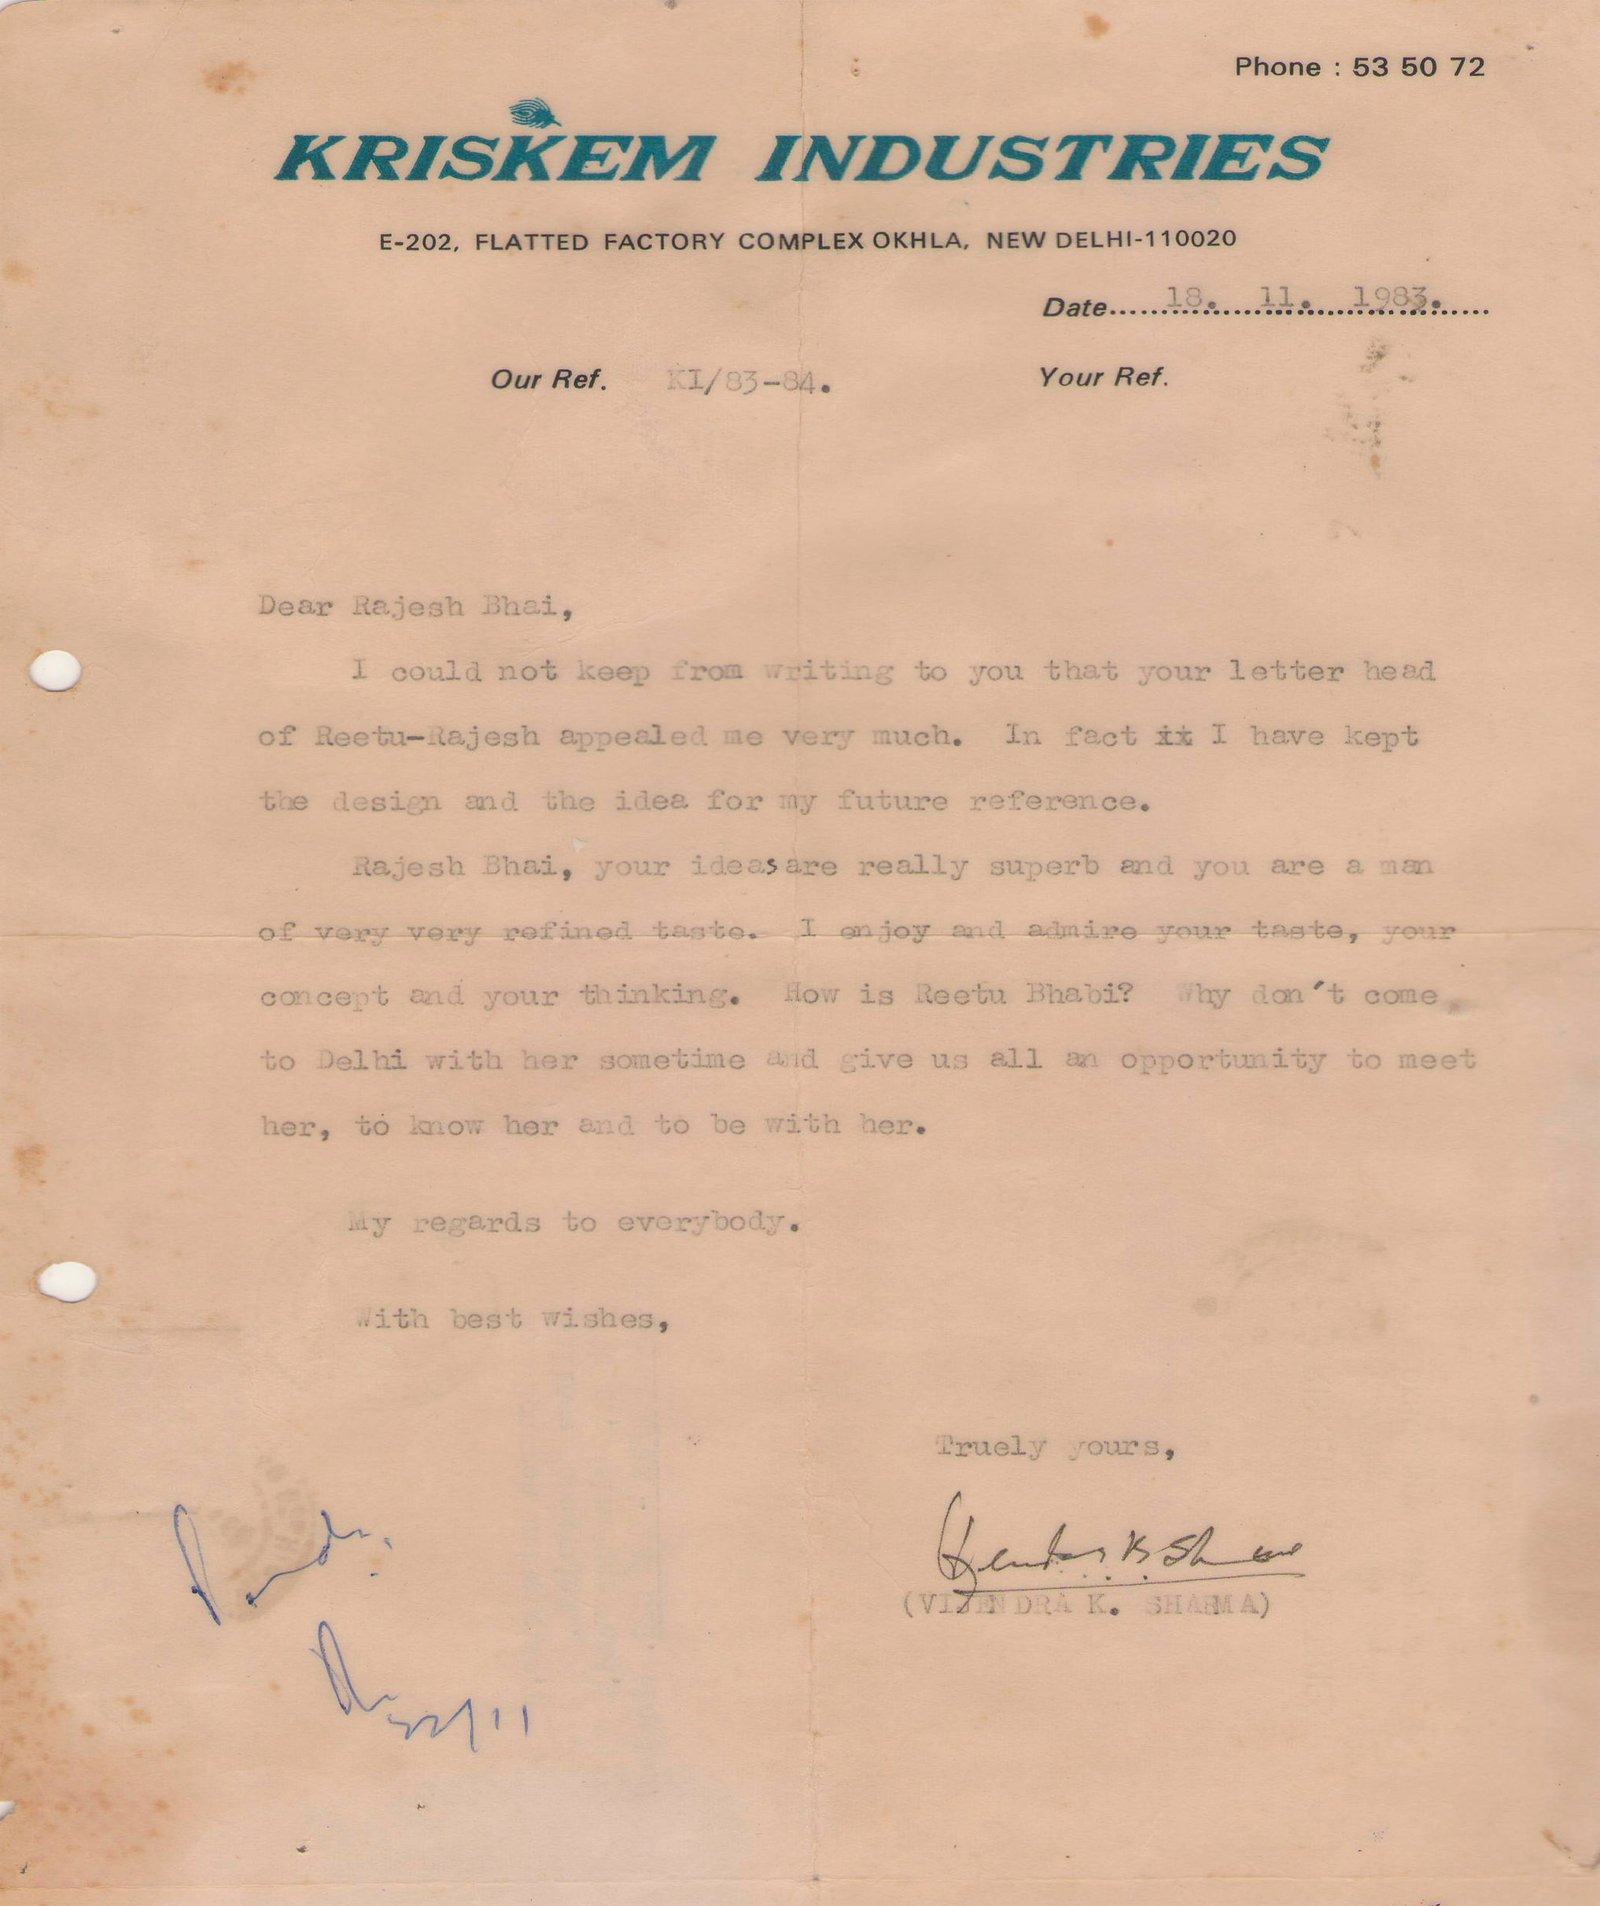 Phone : 53 50 72
KRISKEM INDUSTRIES
E-202, FLATTED FACTORY COMPLEX OKHLA, NEW DELHI-110020
Date.....18. 11. 1983.....
Our Ref. KI/83-84. Your Ref.
Dear Rajesh Bhai,
I could not keep from writing to you that your letter head
of Reetu-Rajesh appealed me very much. In fact I have kept
the design and the idea for my future reference.
Rajesh Bhai, your ideas are really superb and you are a man
of very very refined taste. I enjoy and admire your taste, your
concept and your thinking. How is Reetu Bhabi? Why don't come
to Delhi with her sometime and give us all an opportunity to meet
her, to know her and to be with her.
My regards to everybody.
With best wishes,
Truely yours,
(VIJENDRA K. SHARMA)